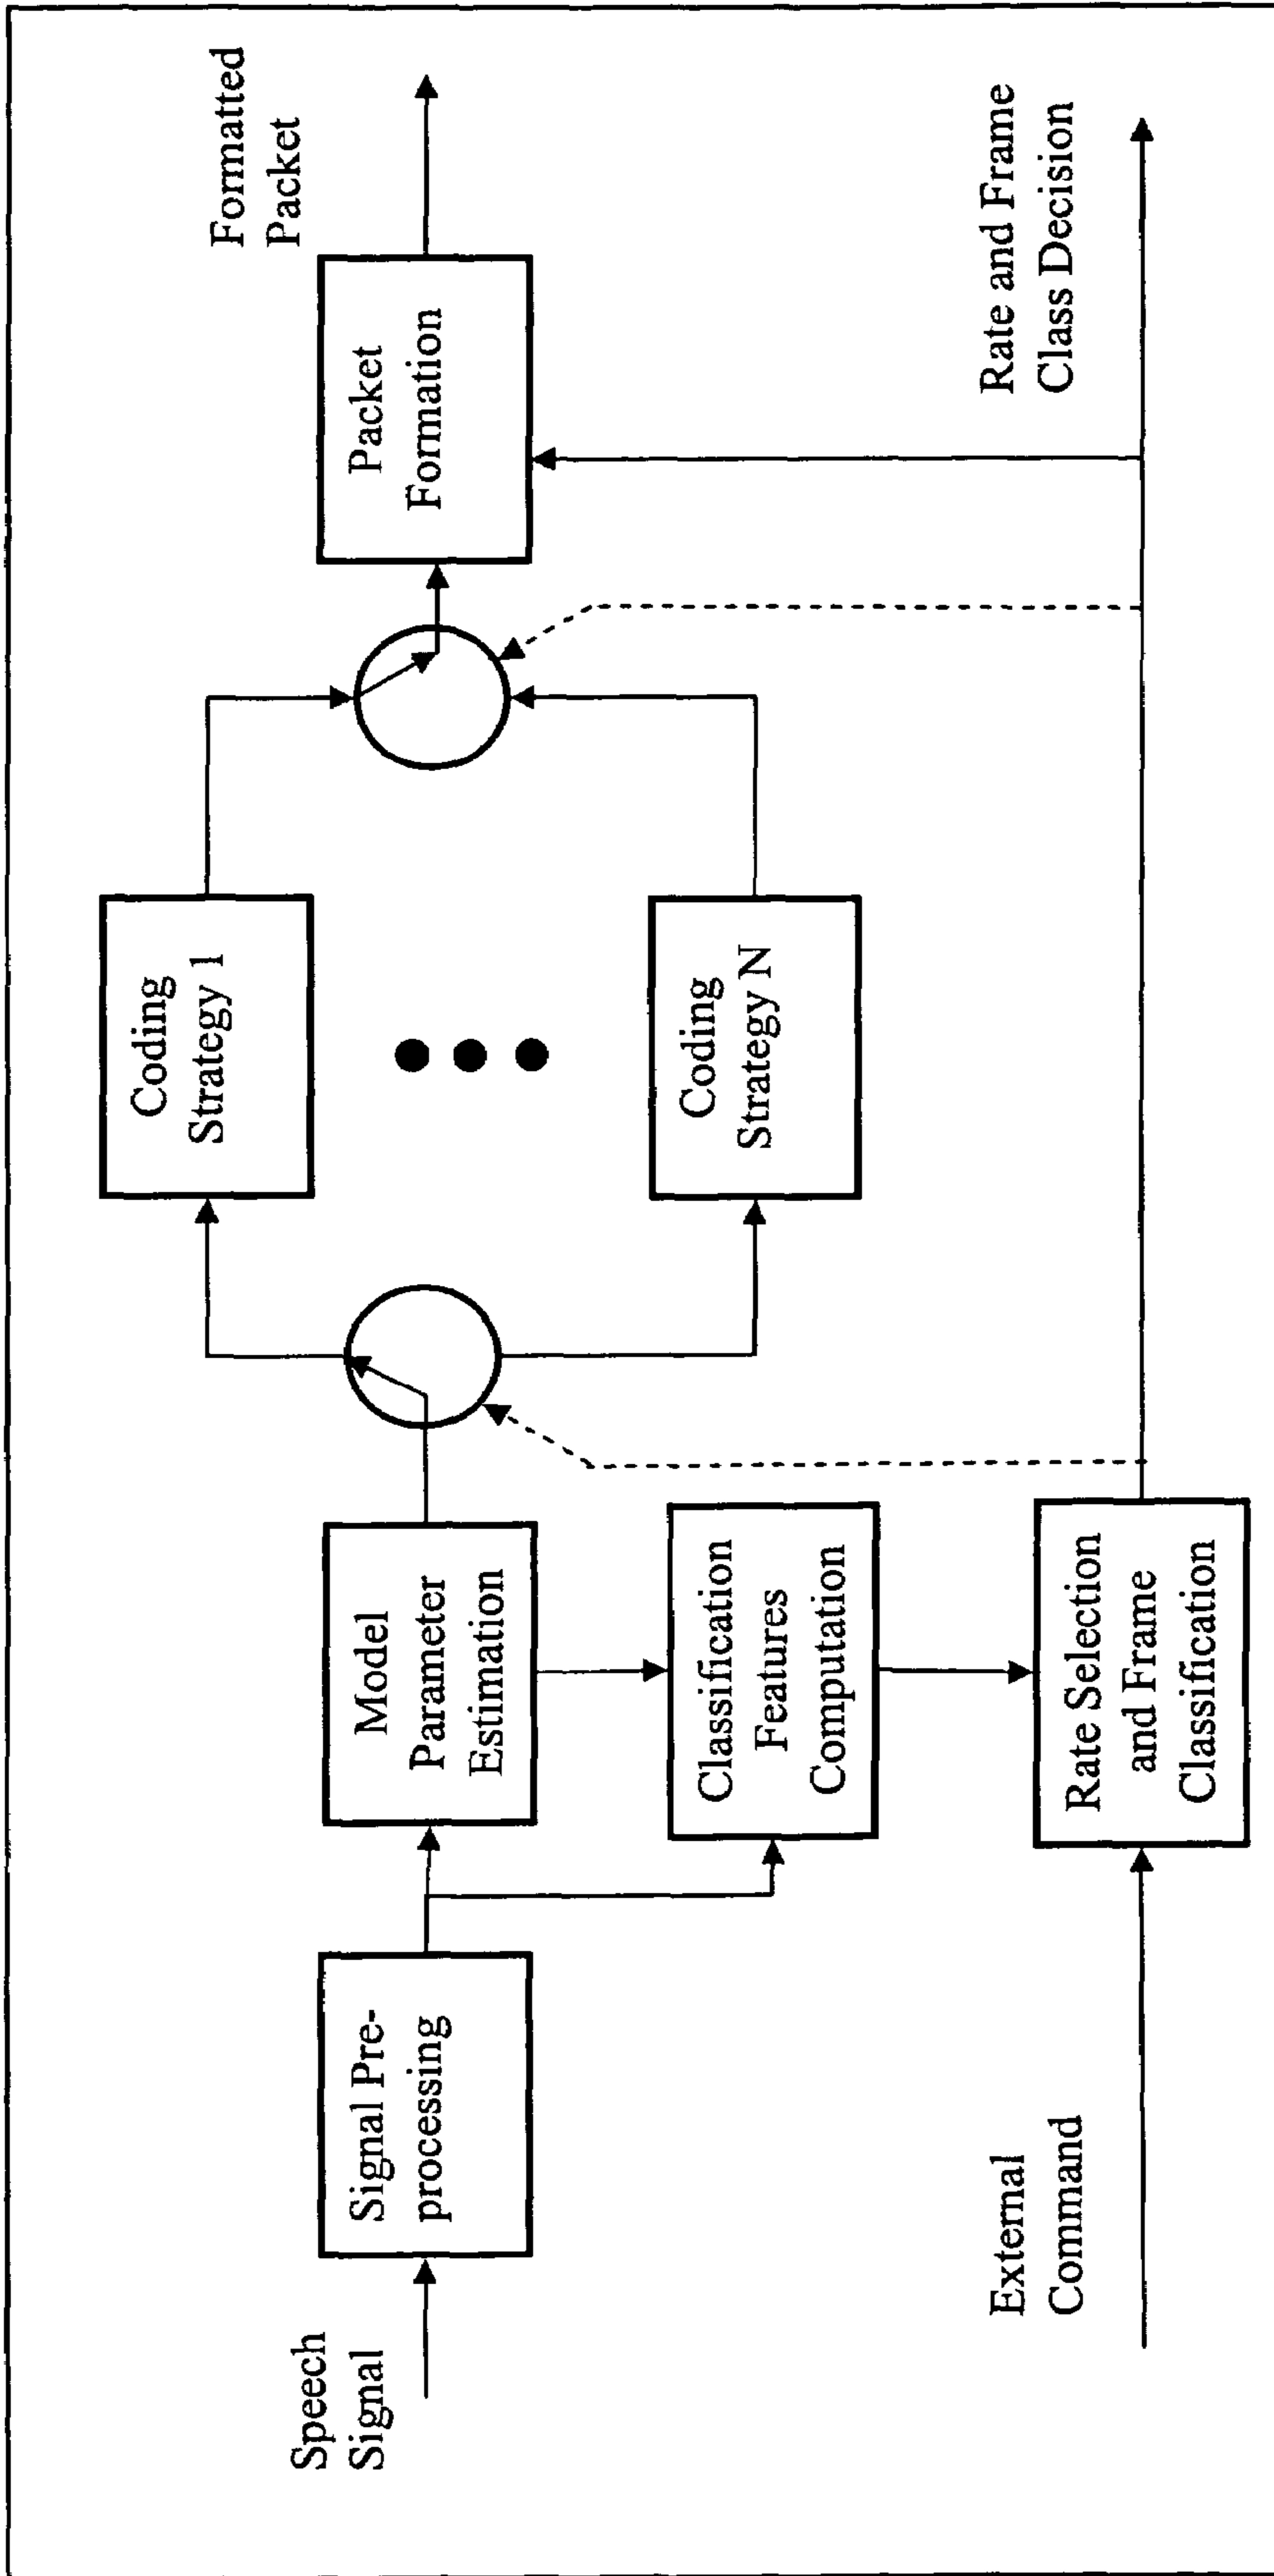 Speech
Signal
Signal Pre-
processing
Model
Parameter
Estimation
Coding
Strategy 1
Coding
Strategy N
Packet
Formation
Formatted
Packet
Classification
Features
Computation
External
Command
Rate Selection
and Frame
Classification
Rate and Frame
Class Decision